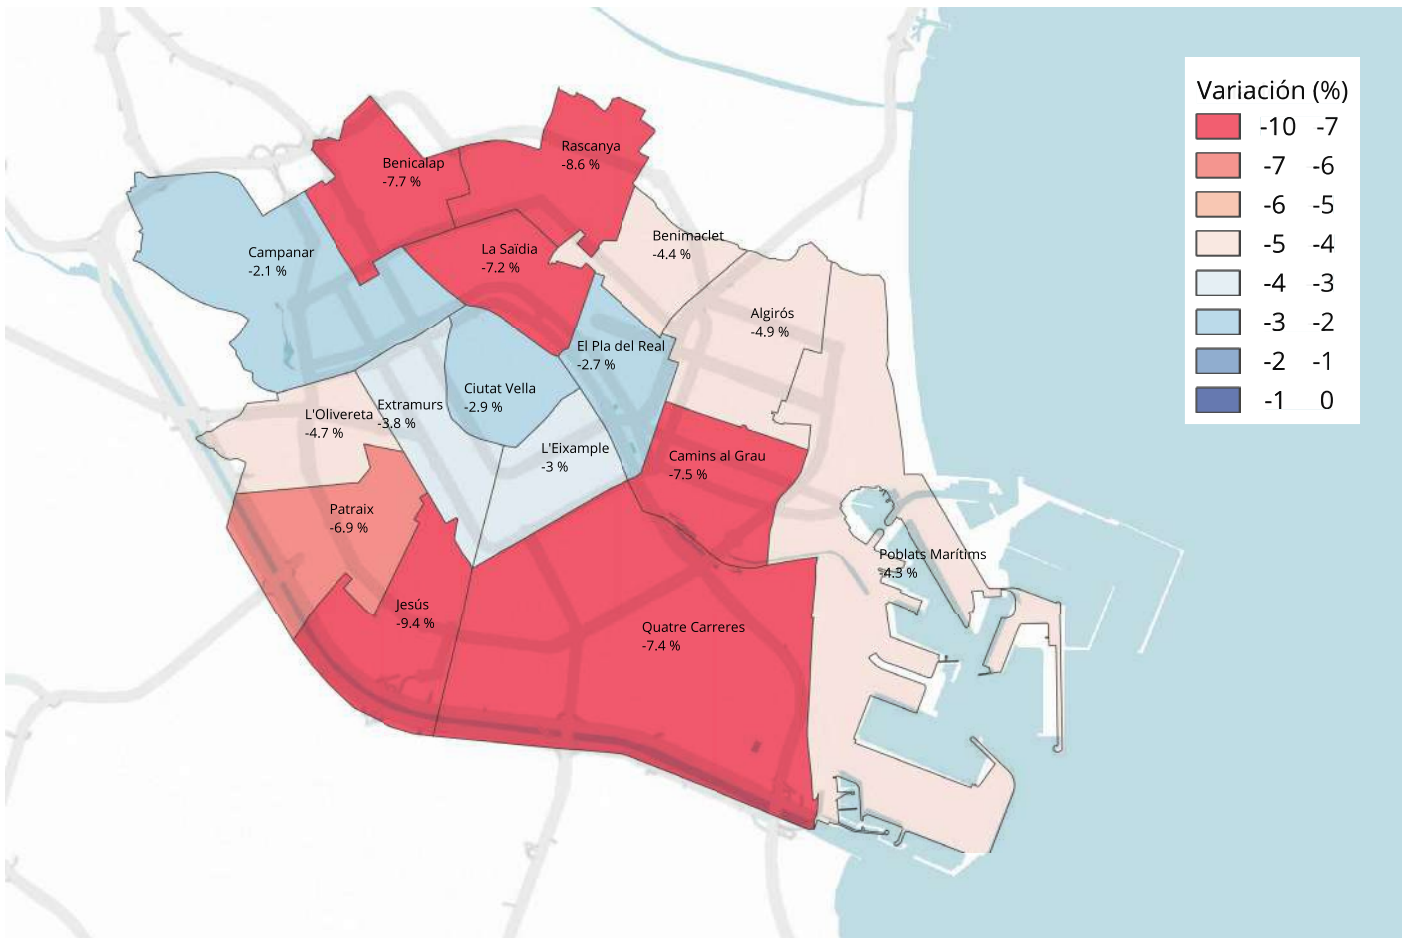 Variación (%)
-10 -7
-7 -6
-6 -5
-5 -4
-4 -3
-3 -2
-2 -1
-1 0
Rascanya
-8.6 %
Benicalap
-7.7 %
Benimaclet
-4.4 %
La Saïdia
-7.2 %
Campanar
-2.1 %
Algirós
-4.9 %
El Pla del Real
-2.7 %
Ciutat Vella
-2.9 %
Extramurs
-3.8 %
L'Olivereta
-4.7 %
L'Eixample
-3 %
Camins al Grau
-7.5 %
Patraix
-6.9 %
Poblats Marítims
-4.3 %
Jesús
-9.4 %
Quatre Carreres
-7.4 %